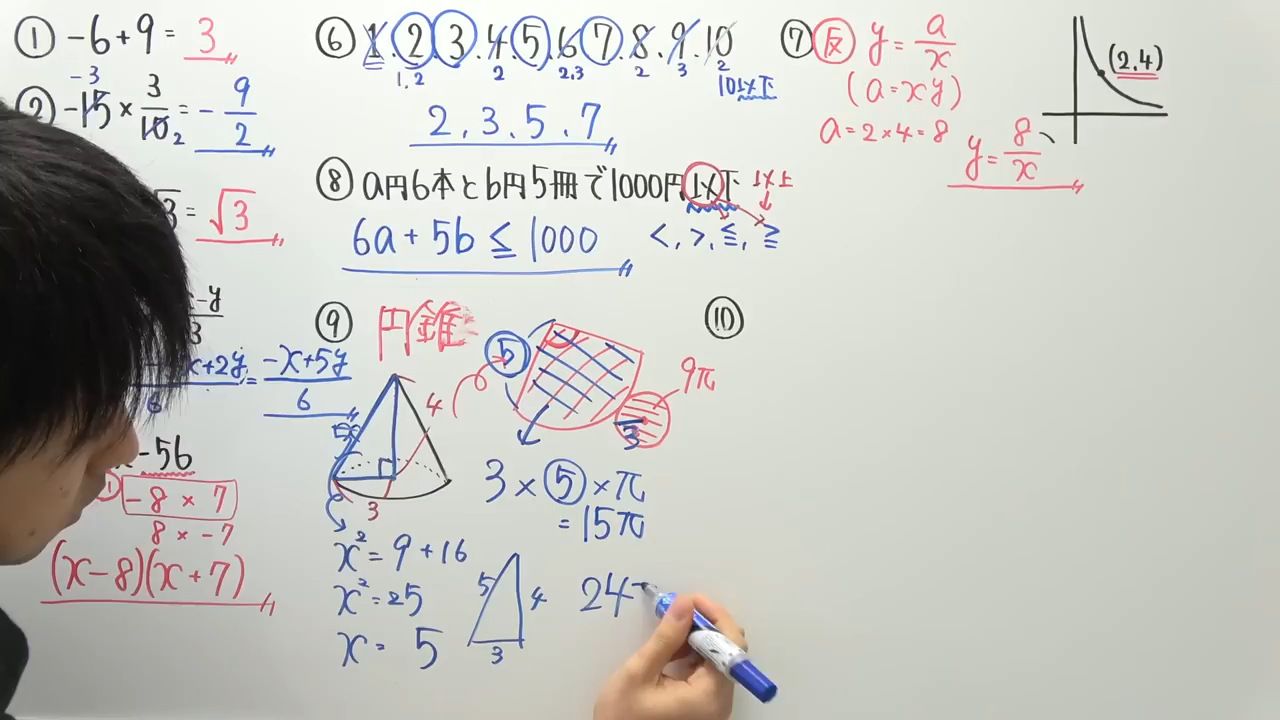 ① -6+9= 3
-3
② -15 × 3/10 = - 9/2
2
√3 = √3
-y
3
x+2y = -x+5y
6 6
-56
-8 × 7
8 × -7
(x-8)(x+7)
⑥ 1.2.3.4.5.6.7.8.9.10
1,2 2 2,3 2 3 2
10以下
2,3,5,7
⑧ a円6本とb円5冊で1000円以下 以上
6a+5b≦1000 <,>,≦,≧
⑨ 円錐
5
9π
4
3
3
3×⑤×π
=15π
x²=9+16
x²=25
x=5
5 4
3
24
⑦ 反 y=a/x
(a=xy)
a=2×4=8
y=8/x
(2,4)
⑩